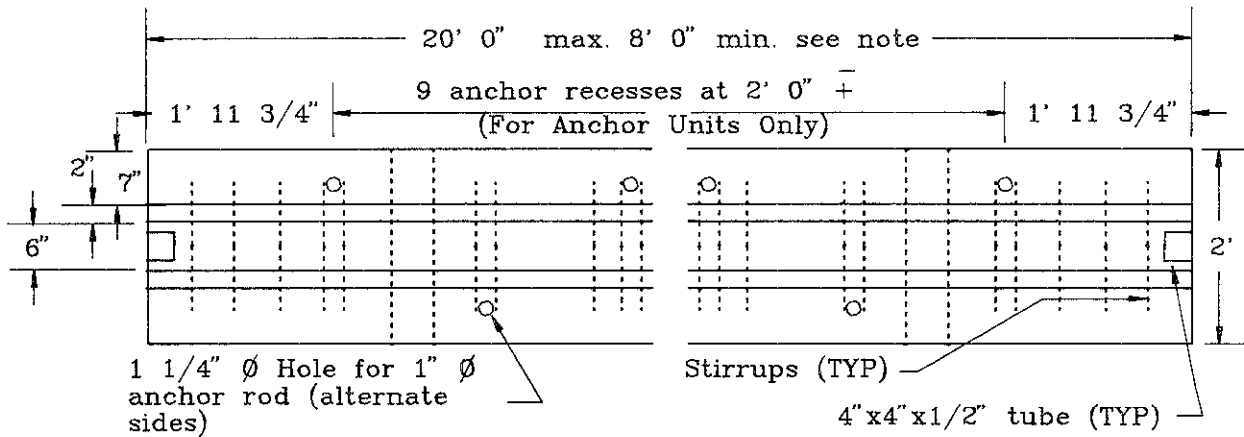 20' 0" max. 8' 0" min. see note
9 anchor recesses at 2' 0" ∓
1' 11 3/4"
(For Anchor Units Only)
1' 11 3/4"
2"
7"
6"
2'
1 1/4" Ø Hole for 1" Ø
anchor rod (alternate
sides)
Stirrups (TYP)
4"x4"x1/2" tube (TYP)